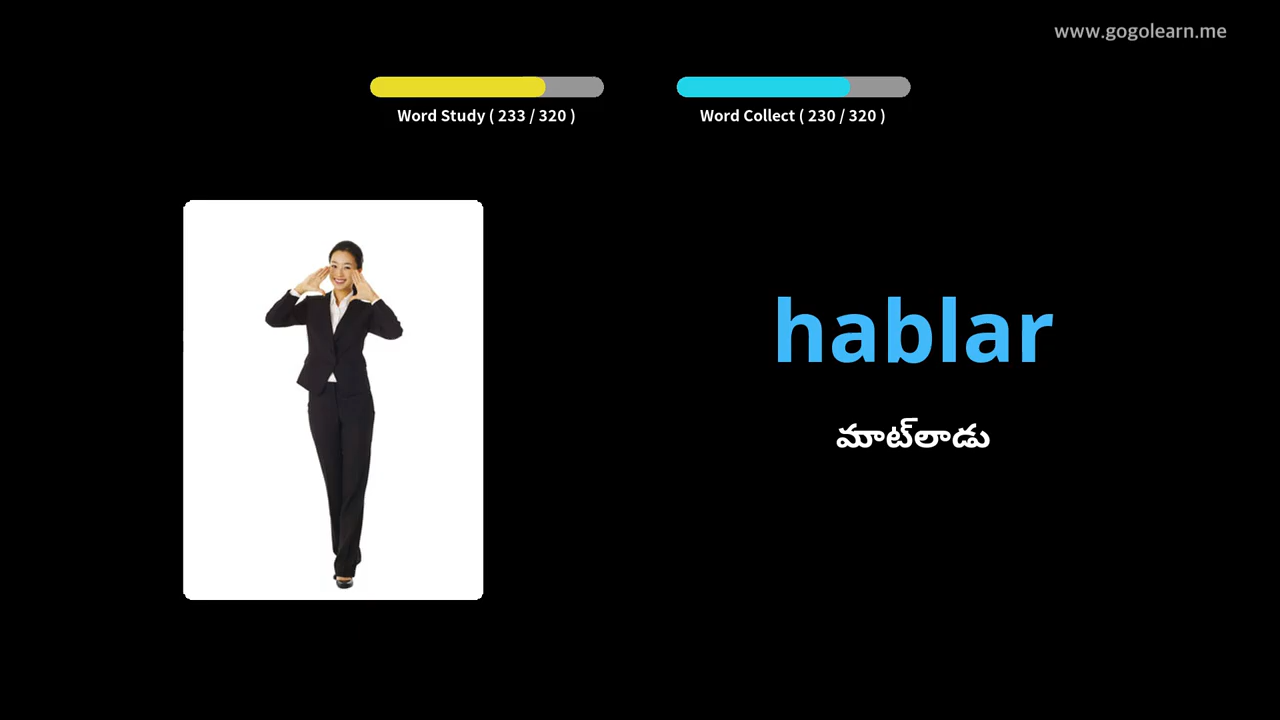 www.gogolearn.me
Word Study ( 233 / 320 )
Word Collect ( 230 / 320 )
hablar
మాట్‌లాడు